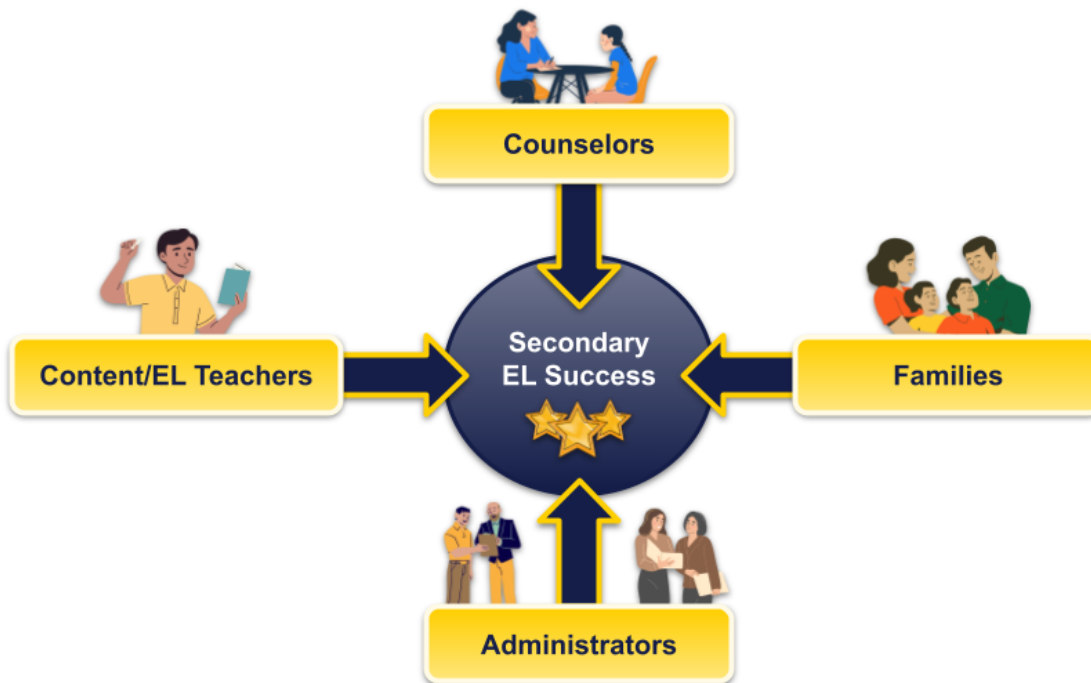 Counselors
Content/EL Teachers
Secondary
EL Success
Families
Administrators